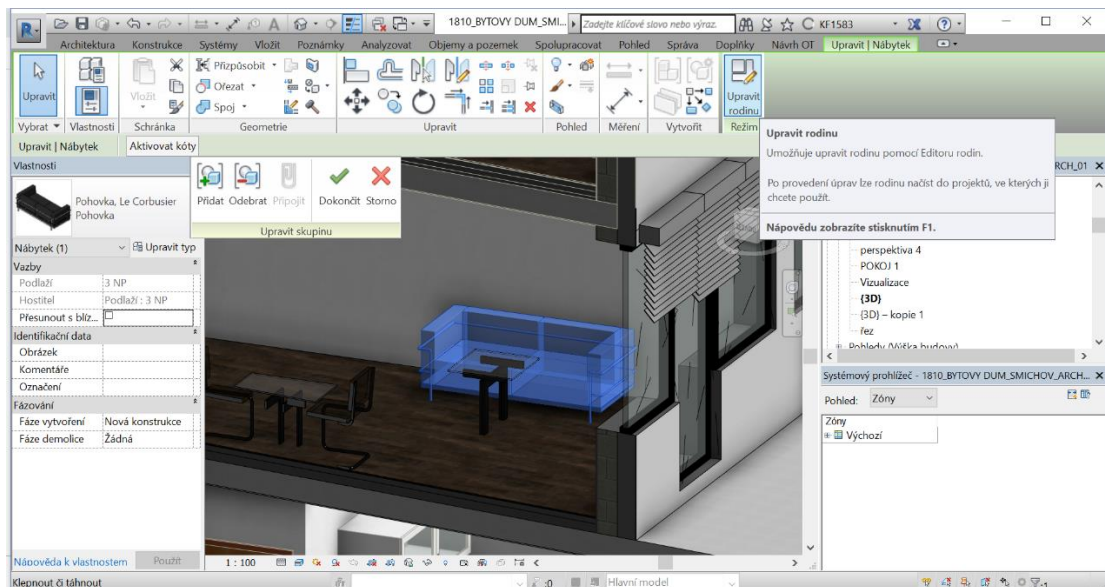 1810_BYTOVY DUM_SMI...
Zadejte klíčové slovo nebo výraz.
KF1583
Architektura Konstrukce Systémy Vložit Poznámky Analyzovat Objemy a pozemek Spolupracovat Pohled Správa Doplňky Návrh OT Upravit | Nábytek
Upravit
Vložit
Přizpůsobit
Ořezat
Spoj
Upravit
rodinu
Vybrat Vlastnosti Schránka Geometrie Upravit Pohled Měření Vytvořit Režim
Upravit | Nábytek Aktivovat kóty
Upravit rodinu
Umožňuje upravit rodinu pomocí Editoru rodin.
Po provedení úprav lze rodinu načíst do projektů, ve kterých ji
chcete použít.
Nápovědu zobrazíte stisknutím F1.
Vlastnosti
Pohovka, Le Corbusier
Pohovka
Přidat Odebrat Připojit Dokončit Storno
Upravit skupinu
RCH_01
Nábytek (1) Upravit typ
Vazby
Podlaží 3 NP
Hostitel Podlaží : 3 NP
Přesunout s blíz...
Identifikační data
Obrázek
Komentáře
Označení
Fázování
Fáze vytvoření Nová konstrukce
Fáze demolice Žádná
perspektiva 4
POKOJ 1
Vizualizace
{3D}
{3D} – kopie 1
řez
Pohledy (Výška budovy)
Systémový prohlížeč - 1810_BYTOVY DUM_SMICHOV_ARCH...
Pohled: Zóny
Zóny
Výchozí
Nápověda k vlastnostem Použít
1 : 100
Klepnout či táhnout
:0
Hlavní model
:1